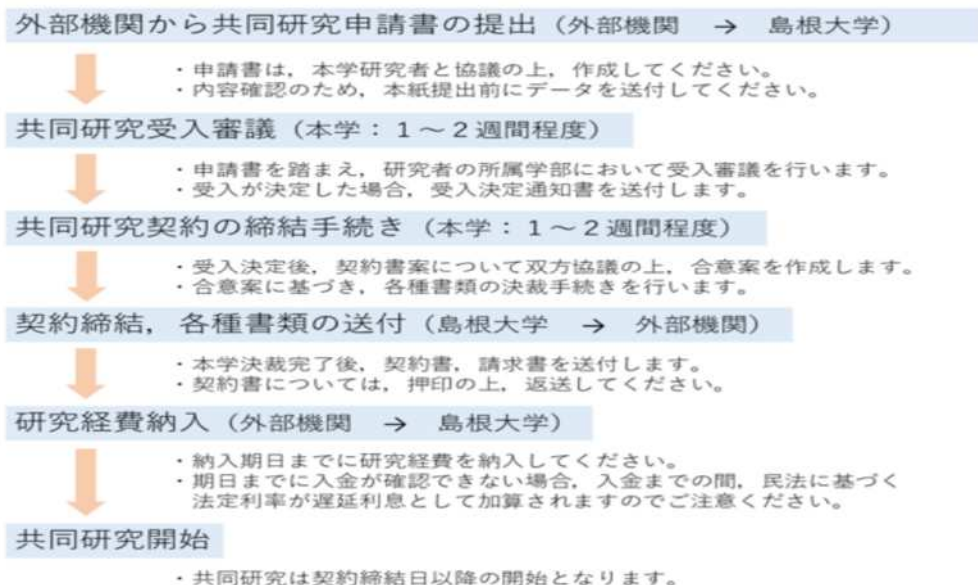 外部機関から共同研究申請書の提出（外部機関　→　島根大学）
・申請書は，本学研究者と協議の上，作成してください。
・内容確認のため，本紙提出前にデータを送付してください。
共同研究受入審議（本学：１～２週間程度）
・申請書を踏まえ，研究者の所属学部において受入審議を行います。
・受入が決定した場合，受入決定通知書を送付します。
共同研究契約の締結手続き（本学：１～２週間程度）
・受入決定後，契約書案について双方協議の上，合意案を作成します。
・合意案に基づき，各種書類の決裁手続きを行います。
契約締結，各種書類の送付（島根大学　→　外部機関）
・本学決裁完了後，契約書，請求書を送付します。
・契約書については，押印の上，返送してください。
研究経費納入（外部機関　→　島根大学）
・納入期日までに研究経費を納入してください。
・期日までに入金が確認できない場合，入金までの間，民法に基づく
法定利率が遅延利息として加算されますのでご注意ください。
共同研究開始
・共同研究は契約締結日以降の開始となります。